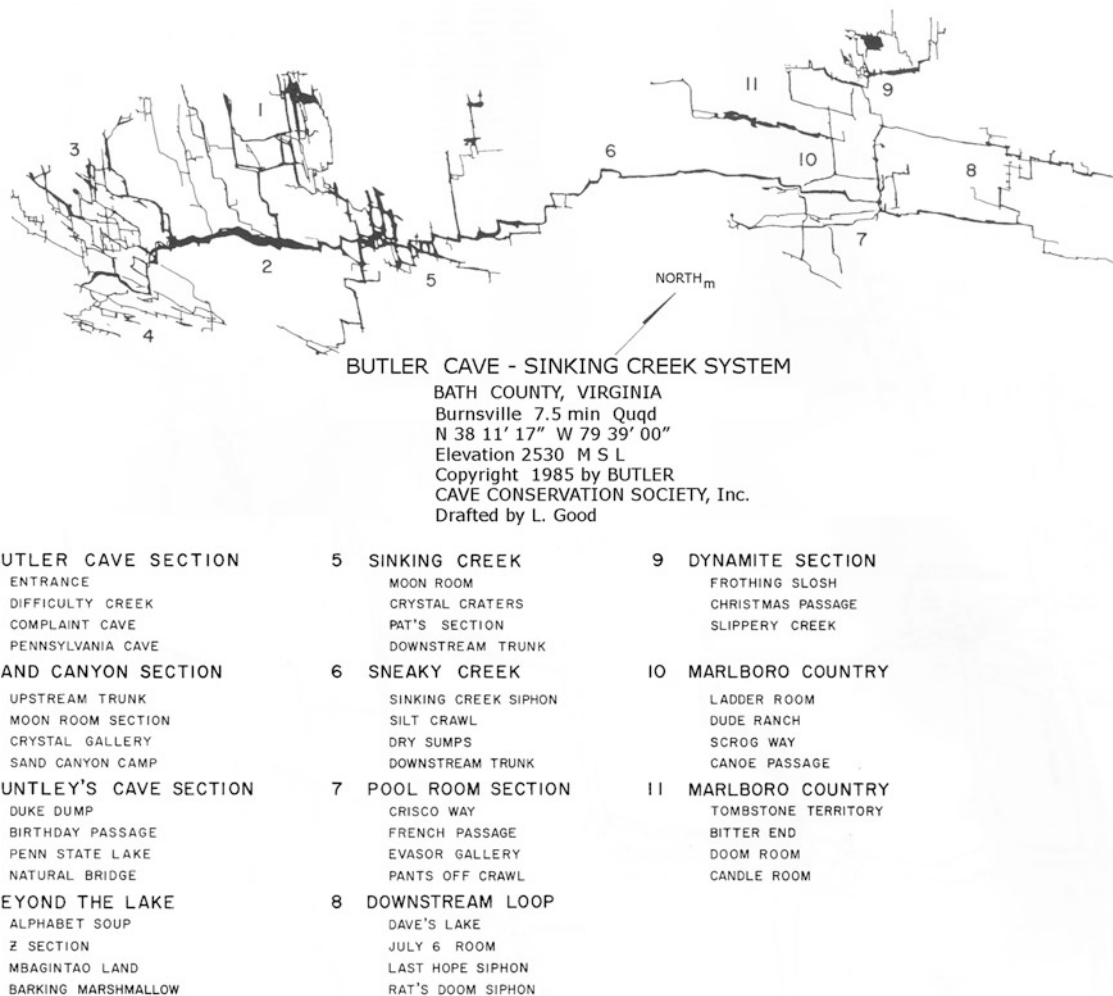 11
1
9
3
6
10
8
7
2
5
4
NORTHm
BUTLER CAVE - SINKING CREEK SYSTEM
BATH COUNTY, VIRGINIA
Burnsville 7.5 min Quqd
N 38 11′ 17″ W 79 39′ 00″
Elevation 2530 M S L
Copyright 1985 by BUTLER
CAVE CONSERVATION SOCIETY, Inc.
Drafted by L. Good
UTLER CAVE SECTION
ENTRANCE
DIFFICULTY CREEK
COMPLAINT CAVE
PENNSYLVANIA CAVE
AND CANYON SECTION
UPSTREAM TRUNK
MOON ROOM SECTION
CRYSTAL GALLERY
SAND CANYON CAMP
UNTLEY'S CAVE SECTION
DUKE DUMP
BIRTHDAY PASSAGE
PENN STATE LAKE
NATURAL BRIDGE
EYOND THE LAKE
ALPHABET SOUP
Z SECTION
MBAGINTAO LAND
BARKING MARSHMALLOW
5 SINKING CREEK
MOON ROOM
CRYSTAL CRATERS
PAT'S SECTION
DOWNSTREAM TRUNK
6 SNEAKY CREEK
SINKING CREEK SIPHON
SILT CRAWL
DRY SUMPS
DOWNSTREAM TRUNK
7 POOL ROOM SECTION
CRISCO WAY
FRENCH PASSAGE
EVASOR GALLERY
PANTS OFF CRAWL
8 DOWNSTREAM LOOP
DAVE'S LAKE
JULY 6 ROOM
LAST HOPE SIPHON
RAT'S DOOM SIPHON
9 DYNAMITE SECTION
FROTHING SLOSH
CHRISTMAS PASSAGE
SLIPPERY CREEK
10 MARLBORO COUNTRY
LADDER ROOM
DUDE RANCH
SCROG WAY
CANOE PASSAGE
11 MARLBORO COUNTRY
TOMBSTONE TERRITORY
BITTER END
DOOM ROOM
CANDLE ROOM